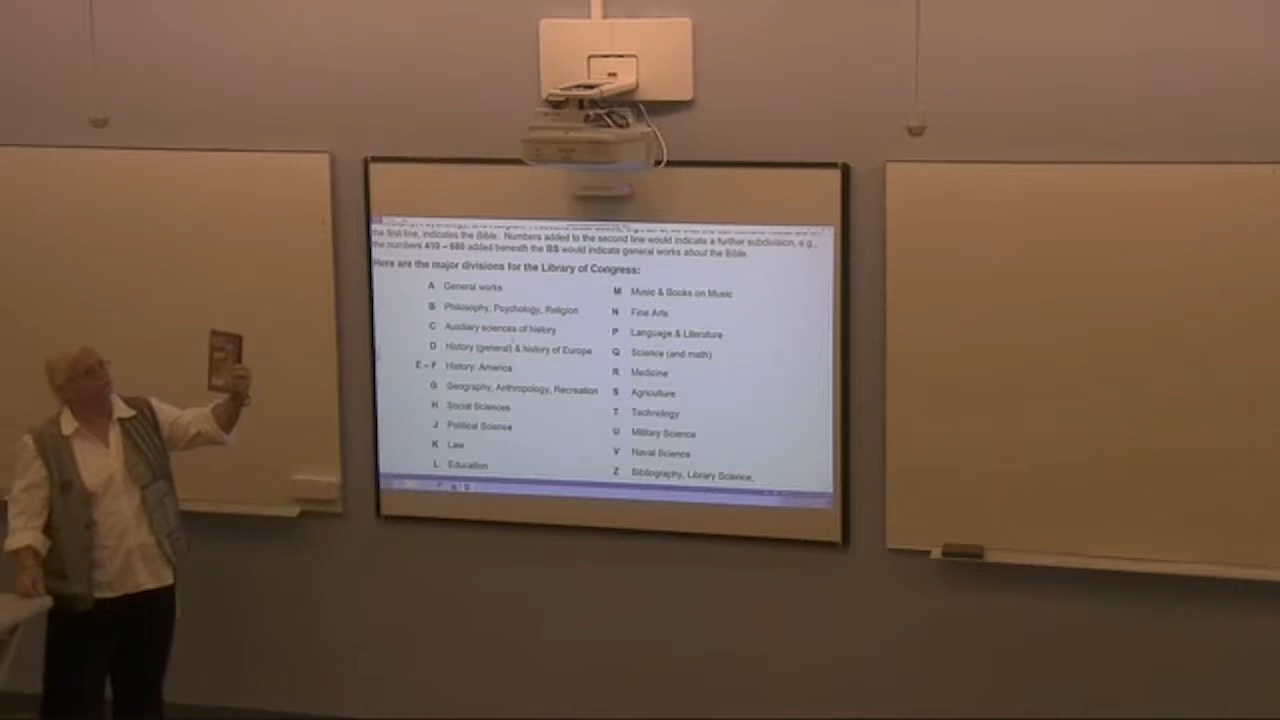 the first line, indicates the Bible. Numbers added to the second line would indicate a further subdivision, e.g.,
the numbers 410 – 680 added beneath the BS would indicate general works about the Bible.
Here are the major divisions for the Library of Congress:
A General works
B Philosophy, Psychology, Religion
C Auxiliary sciences of history
D History (general) & history of Europe
E – F History: America
G Geography, Anthropology, Recreation
H Social Sciences
J Political Science
K Law
L Education
M Music & Books on Music
N Fine Arts
P Language & Literature
Q Science (and math)
R Medicine
S Agriculture
T Technology
U Military Science
V Naval Science
Z Bibliography, Library Science,